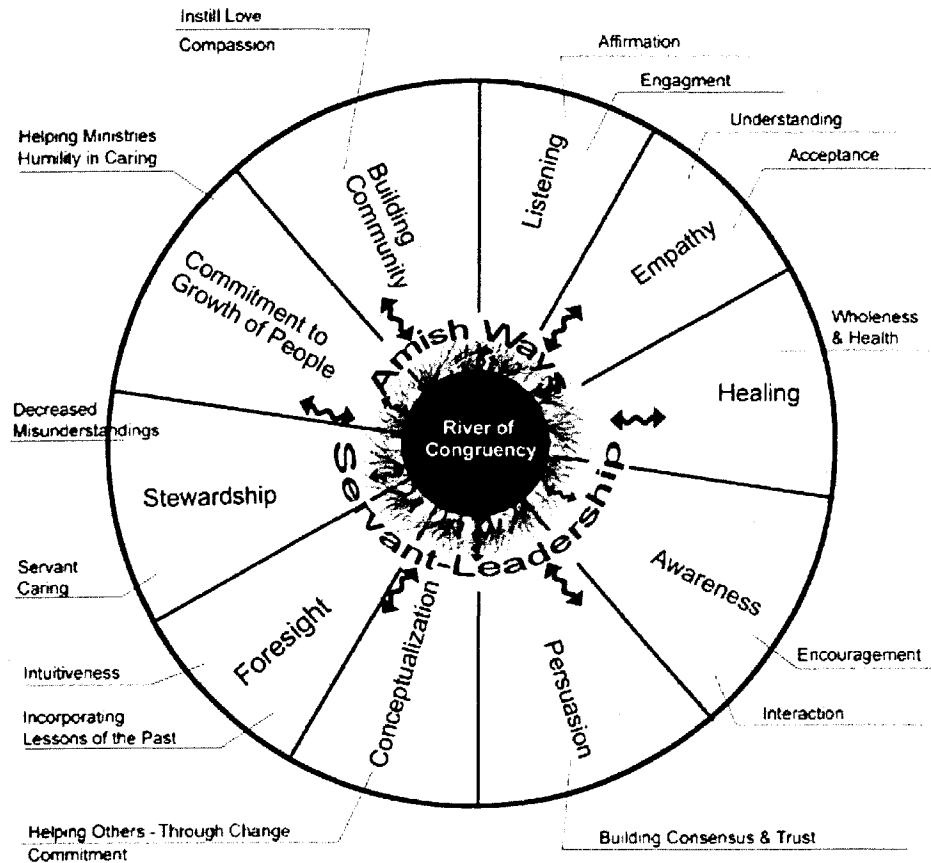 Instill Love
Compassion
Affirmation
Engagment
Understanding
Acceptance
Helping Ministries
Humility in Caring
Building
Community
Listening
Empathy
Commitment to
Growth of People
Wholeness
& Health
Healing
Amish Way
River of
Congruency
Servant-Leadership
Decreased
Misunderstandings
Stewardship
Awareness
Servant
Caring
Foresight
Conceptualization
Persuasion
Encouragement
Intuitiveness
Interaction
Incorporating
Lessons of the Past
Helping Others - Through Change
Commitment
Building Consensus & Trust